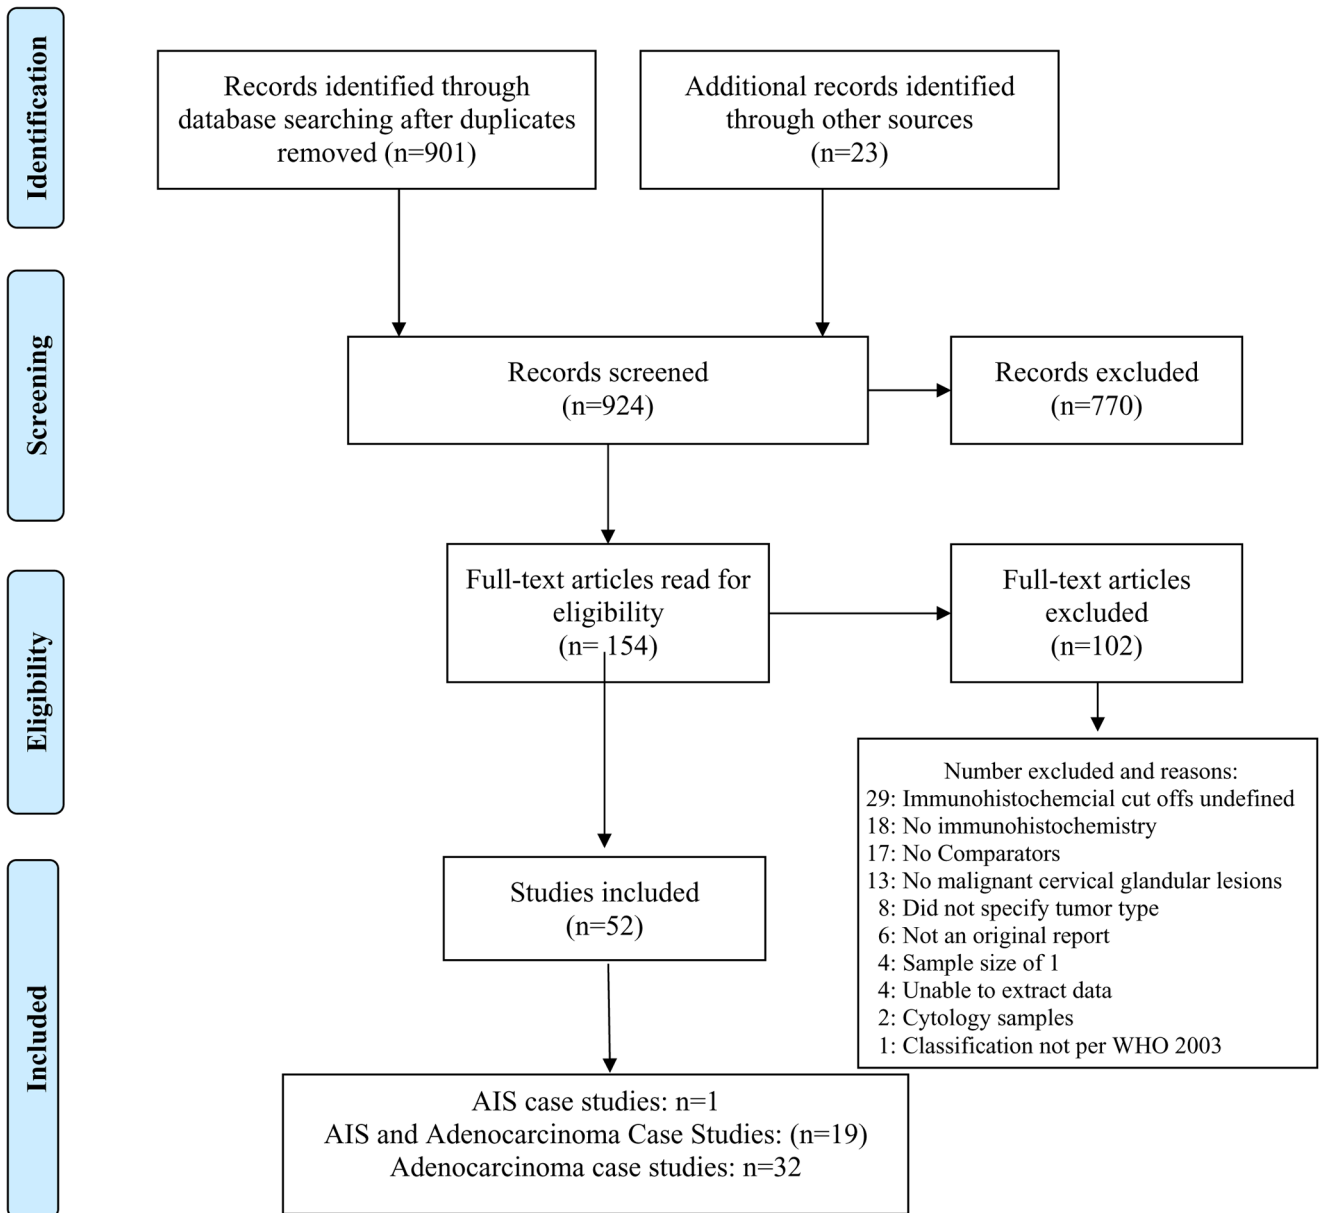 Identification
Records identified through
database searching after duplicates
removed (n=901)
Additional records identified
through other sources
(n=23)
Screening
Records screened
(n=924)
Records excluded
(n=770)
Eligibility
Full-text articles read for
eligibility
(n= 154)
Full-text articles
excluded
(n=102)
Number excluded and reasons:
29: Immunohistochemcial cut offs undefined
18: No immunohistochemistry
17: No Comparators
13: No malignant cervical glandular lesions
8: Did not specify tumor type
6: Not an original report
4: Sample size of 1
4: Unable to extract data
2: Cytology samples
1: Classification not per WHO 2003
Included
Studies included
(n=52)
AIS case studies: n=1
AIS and Adenocarcinoma Case Studies: (n=19)
Adenocarcinoma case studies: n=32